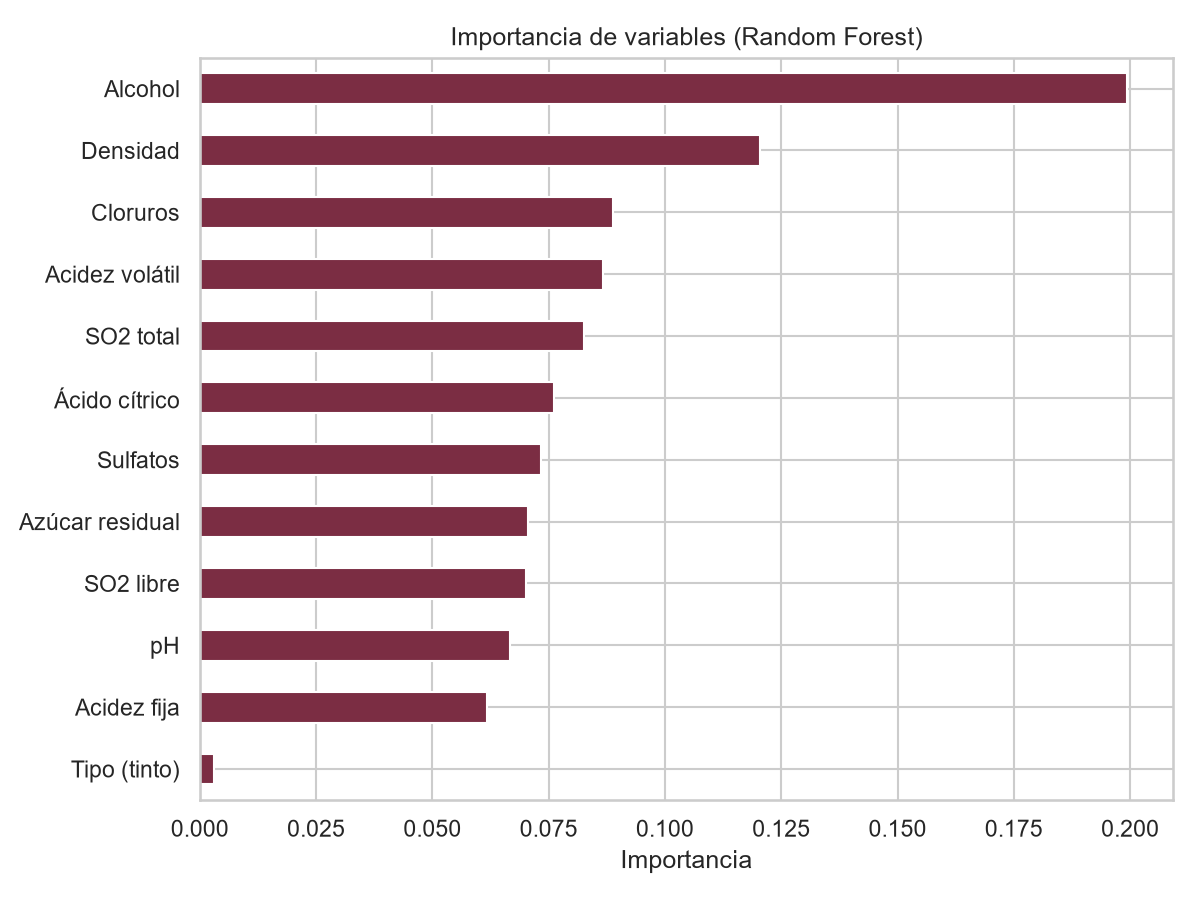 Importancia de variables (Random Forest)
Alcohol
Densidad
Cloruros
Acidez volátil
SO2 total
Ácido cítrico
Sulfatos
Azúcar residual
SO2 libre
pH
Acidez fija
Tipo (tinto)
0.000 0.025 0.050 0.075 0.100 0.125 0.150 0.175 0.200
Importancia